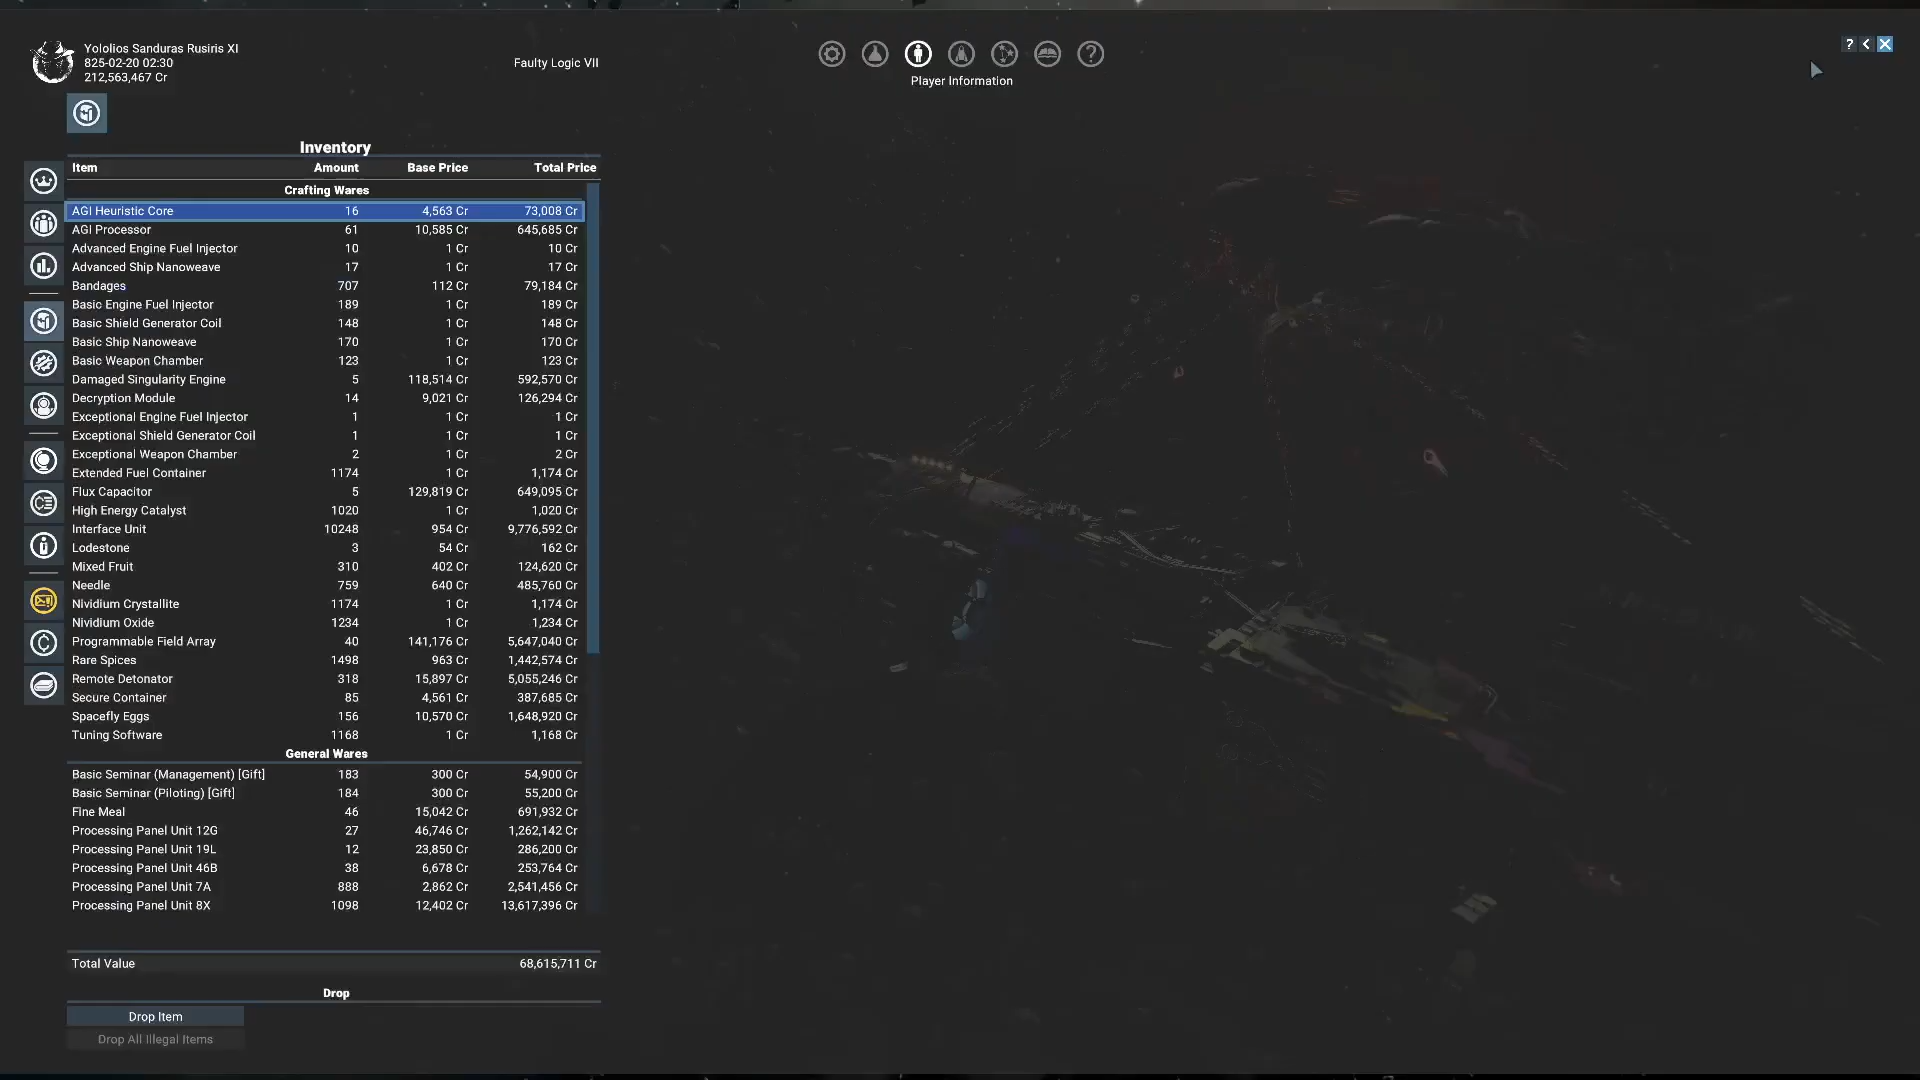 Yololios Sanduras Rusiris XI
825-02-20 02:30
212,563,467 Cr
Faulty Logic VII
Player Information
? < X
Inventory
Item Amount Base Price Total Price
Crafting Wares
AGI Heuristic Core 16 4,563 Cr 73,008 Cr
AGI Processor 61 10,585 Cr 645,685 Cr
Advanced Engine Fuel Injector 10 1 Cr 10 Cr
Advanced Ship Nanoweave 17 1 Cr 17 Cr
Bandages 707 112 Cr 79,184 Cr
Basic Engine Fuel Injector 189 1 Cr 189 Cr
Basic Shield Generator Coil 148 1 Cr 148 Cr
Basic Ship Nanoweave 170 1 Cr 170 Cr
Basic Weapon Chamber 123 1 Cr 123 Cr
Damaged Singularity Engine 5 118,514 Cr 592,570 Cr
Decryption Module 14 9,021 Cr 126,294 Cr
Exceptional Engine Fuel Injector 1 1 Cr 1 Cr
Exceptional Shield Generator Coil 1 1 Cr 1 Cr
Exceptional Weapon Chamber 2 1 Cr 2 Cr
Extended Fuel Container 1174 1 Cr 1,174 Cr
Flux Capacitor 5 129,819 Cr 649,095 Cr
High Energy Catalyst 1020 1 Cr 1,020 Cr
Interface Unit 10248 954 Cr 9,776,592 Cr
Lodestone 3 54 Cr 162 Cr
Mixed Fruit 310 402 Cr 124,620 Cr
Needle 759 640 Cr 485,760 Cr
Nividium Crystallite 1174 1 Cr 1,174 Cr
Nividium Oxide 1234 1 Cr 1,234 Cr
Programmable Field Array 40 141,176 Cr 5,647,040 Cr
Rare Spices 1498 963 Cr 1,442,574 Cr
Remote Detonator 318 15,897 Cr 5,055,246 Cr
Secure Container 85 4,561 Cr 387,685 Cr
Spacefly Eggs 156 10,570 Cr 1,648,920 Cr
Tuning Software 1168 1 Cr 1,168 Cr
General Wares
Basic Seminar (Management) [Gift] 183 300 Cr 54,900 Cr
Basic Seminar (Piloting) [Gift] 184 300 Cr 55,200 Cr
Fine Meal 46 15,042 Cr 691,932 Cr
Processing Panel Unit 12G 27 46,746 Cr 1,262,142 Cr
Processing Panel Unit 19L 12 23,850 Cr 286,200 Cr
Processing Panel Unit 46B 38 6,678 Cr 253,764 Cr
Processing Panel Unit 7A 888 2,862 Cr 2,541,456 Cr
Processing Panel Unit 8X 1098 12,402 Cr 13,617,396 Cr
Total Value 68,615,711 Cr
Drop
Drop Item
Drop All Illegal Items